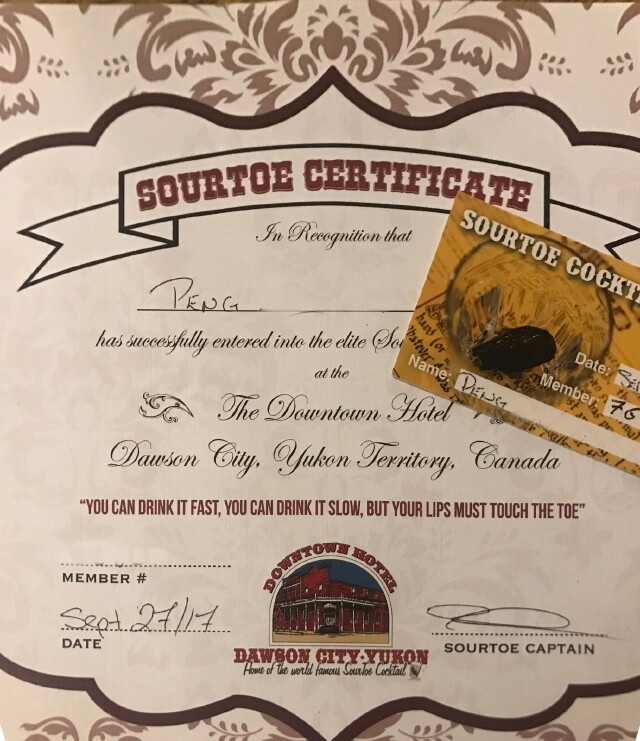 SOURTOE CERTIFICATE
In Recognition that
PENG
has successfully entered into the elite
at the
The Downtown Hotel
Dawson City, Yukon Territory, Canada
"YOU CAN DRINK IT FAST, YOU CAN DRINK IT SLOW, BUT YOUR LIPS MUST TOUCH THE TOE"
MEMBER #
Sept 27/17
DATE
SOURTOE CAPTAIN
DOWNTOWN HOTEL
DAWSON CITY-YUKON
Home of the world famous Sourtoe Cocktail
SOURTOE
Date:
Name: PENG
Member: 76